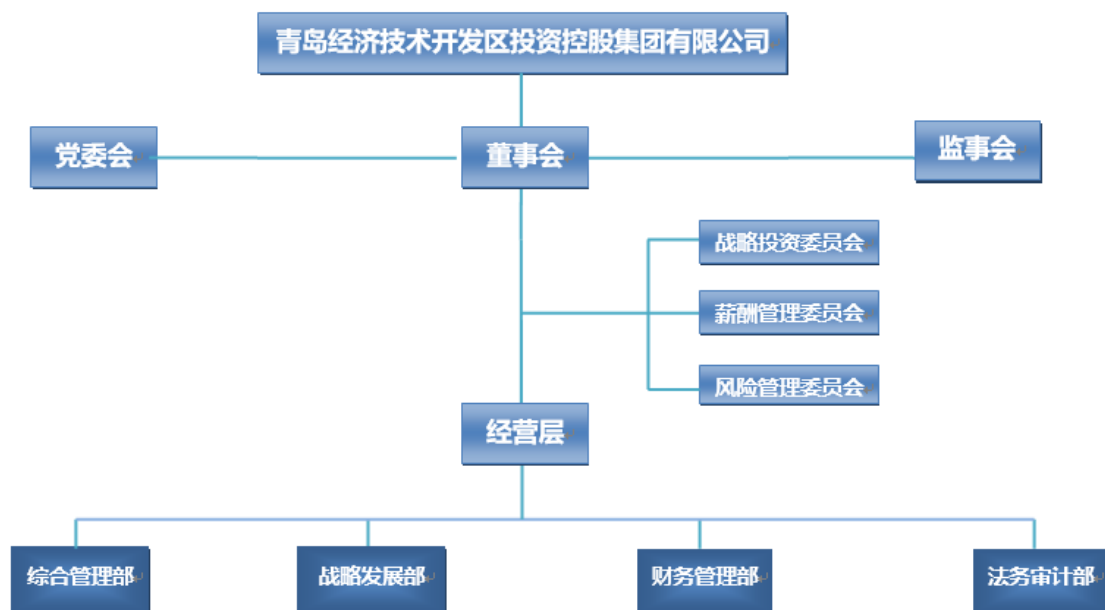 青岛经济技术开发区投资控股集团有限公司
党委会
董事会
监事会
战略投资委员会
薪酬管理委员会
风险管理委员会
经营层
综合管理部
战略发展部
财务管理部
法务审计部